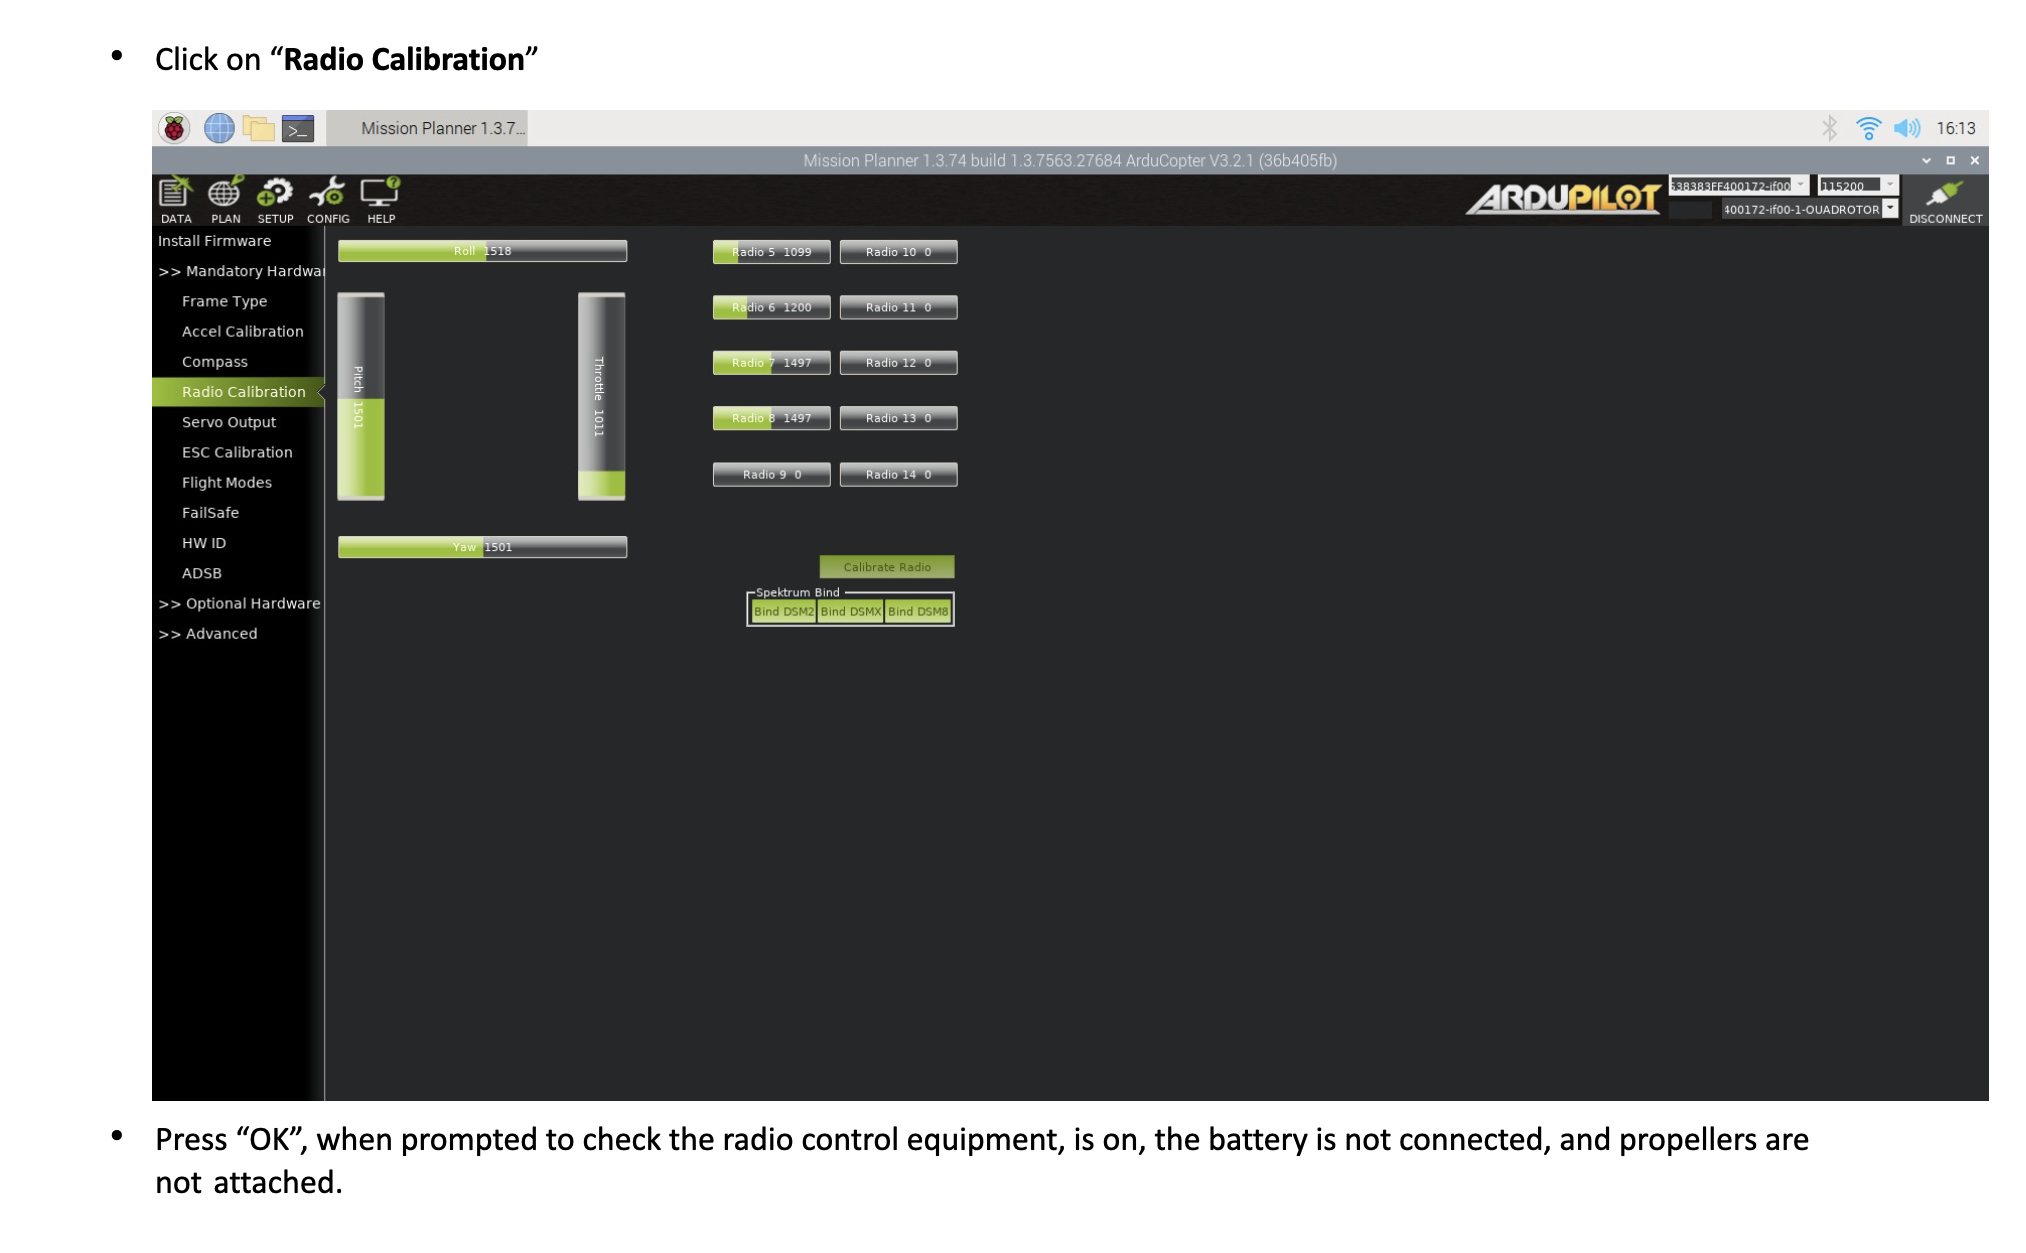 • Click on “Radio Calibration”
Mission Planner 1.3.7... 16:13
Mission Planner 1.3.74 build 1.3.7563.27684 ArduCopter V3.2.1 (36b405fb)
DATA PLAN SETUP CONFIG HELP
ARDUPILOT
538383FF400172-if00 115200
400172-if00-1-QUADROTOR
DISCONNECT
Install Firmware
>> Mandatory Hardwar
Frame Type
Accel Calibration
Compass
Radio Calibration
Servo Output
ESC Calibration
Flight Modes
FailSafe
HW ID
ADSB
>> Optional Hardware
>> Advanced
Roll 1518
Pitch 1501
Throttle 1011
Yaw 1501
Radio 5 1099 Radio 10 0
Radio 6 1200 Radio 11 0
Radio 7 1497 Radio 12 0
Radio 8 1497 Radio 13 0
Radio 9 0 Radio 14 0
Calibrate Radio
Spektrum Bind
Bind DSM2 Bind DSMX Bind DSM8
• Press “OK”, when prompted to check the radio control equipment, is on, the battery is not connected, and propellers are
not attached.